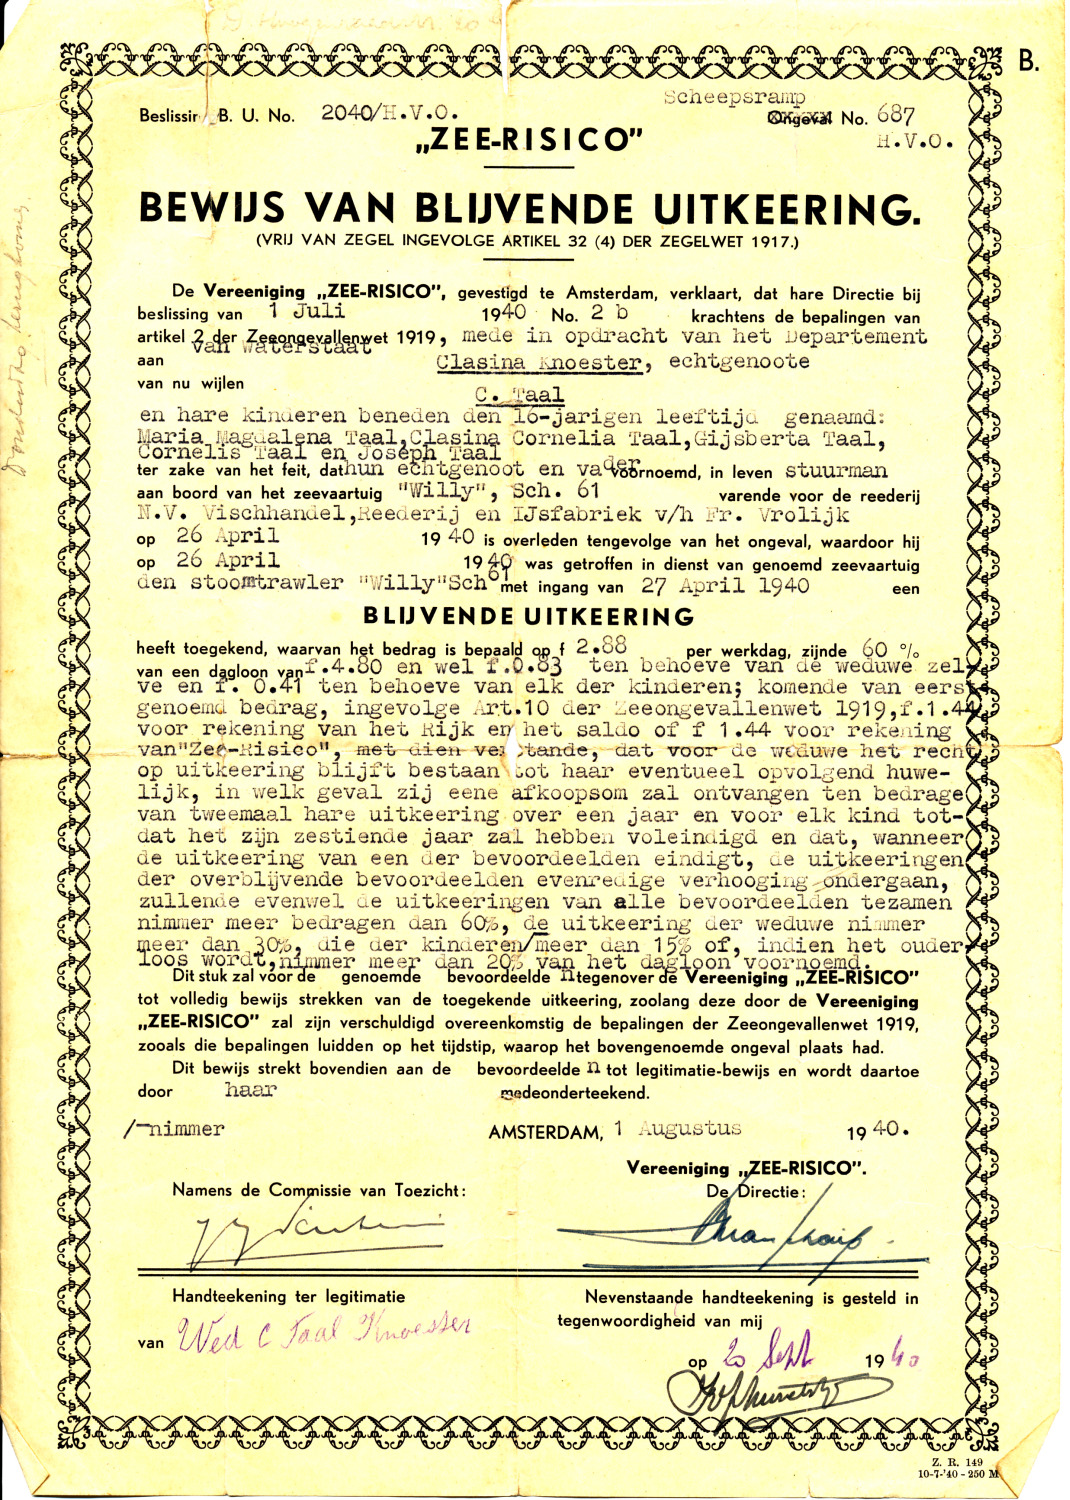 B.
Beslissing B. U. No. 2040/H.V.O.
Scheepsramp
Ongeval No. 687
H.V.O.
„ZEE-RISICO”
BEWIJS VAN BLIJVENDE UITKEERING.
(VRIJ VAN ZEGEL INGEVOLGE ARTIKEL 32 (4) DER ZEGELWET 1917.)
De Vereeniging „ZEE-RISICO”, gevestigd te Amsterdam, verklaart, dat hare Directie bij
beslissing van 1 Juli 1940 No. 2 b krachtens de bepalingen van
artikel 2 der Zeeongevallenwet 1919, mede in opdracht van het Departement
van Waterstaat
aan Clasina Knoester, echtgenoote
van nu wijlen C. Taal
en hare kinderen beneden den 16-jarigen leeftijd genaamd:
Maria Magdalena Taal,Clasina Cornelia Taal,Gijsberta Taal,
Cornelis Taal en Joseph Taal
ter zake van het feit, dat hun echtgenoot en vader voornoemd, in leven stuurman
aan boord van het zeevaartuig "Willy", Sch. 61 varende voor de reederij
N.V. Vischhandel,Reederij en IJsfabriek v/h Fr. Vrolijk
op 26 April 1940 is overleden tengevolge van het ongeval, waardoor hij
op 26 April 1940 was getroffen in dienst van genoemd zeevaartuig
den stoomtrawler "Willy"Sch 61 met ingang van 27 April 1940 een
BLIJVENDE UITKEERING
heeft toegekend, waarvan het bedrag is bepaald op f 2.88 per werkdag, zijnde 60 %
van een dagloon van f.4.80 en wel f.0.83 ten behoeve van de weduwe zel-
ve en f. 0.41 ten behoeve van elk der kinderen; komende van eerst
genoemd bedrag, ingevolge Art.10 der Zeeongevallenwet 1919,f.1.44
voor rekening van het Rijk en het saldo of f 1.44 voor rekening
van"Zee-Risico", met dien verstande, dat voor de weduwe het recht
op uitkeering blijft bestaan tot haar eventueel opvolgend huwe-
lijk, in welk geval zij eene afkoopsom zal ontvangen ten bedrage
van tweemaal hare uitkeering over een jaar en voor elk kind tot-
dat het zijn zestiende jaar zal hebben voleindigd en dat, wanneer
de uitkeering van een der bevoordeelden eindigt, de uitkeeringen
der overblijvende bevoordeelden evenredige verhooging ondergaan,
zullende evenwel de uitkeeringen van alle bevoordeelden tezamen
nimmer meer bedragen dan 60%, de uitkeering der weduwe nimmer
meer dan 30%, die der kinderen/meer dan 15% of, indien het ouder-
loos wordt,nimmer meer dan 20% van het dagloon voornoemd.
Dit stuk zal voor de genoemde bevoordeelde n tegenover de Vereeniging „ZEE-RISICO”
tot volledig bewijs strekken van de toegekende uitkeering, zoolang deze door de Vereeniging
„ZEE-RISICO” zal zijn verschuldigd overeenkomstig de bepalingen der Zeeongevallenwet 1919,
zooals die bepalingen luidden op het tijdstip, waarop het bovengenoemde ongeval plaats had.
Dit bewijs strekt bovendien aan de bevoordeelde n tot legitimatie-bewijs en wordt daartoe
door haar medeonderteekend.
/-nimmer
AMSTERDAM, 1 Augustus 1940.
Vereeniging „ZEE-RISICO”.
Namens de Commissie van Toezicht:
De Directie:
Handteekening ter legitimatie
van Wed C Taal Knoester
Nevenstaande handteekening is gesteld in
tegenwoordigheid van mij
op 20 Sept 1940
Z. R. 149
10-7-'40 - 250 M